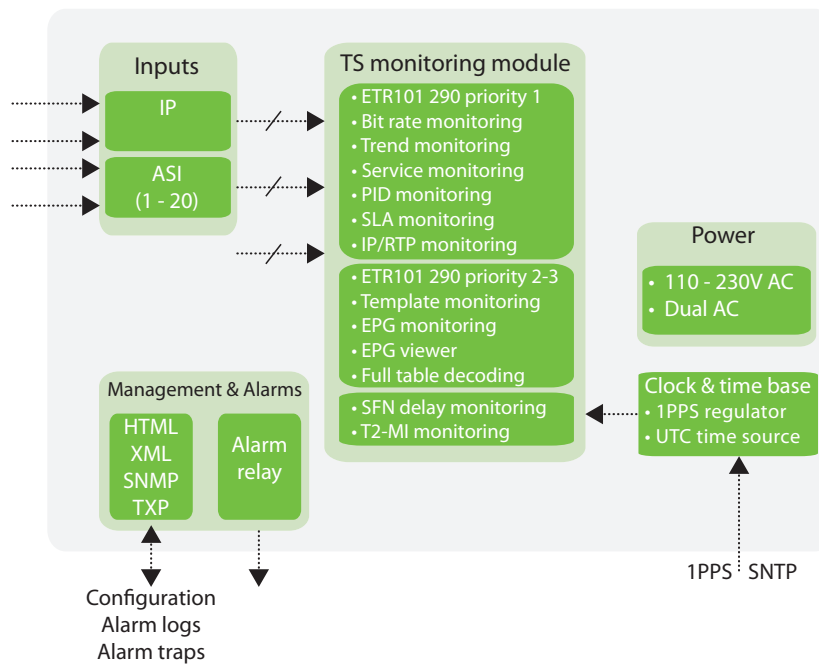 Inputs
IP
ASI
(1 - 20)
TS monitoring module
• ETR101 290 priority 1
• Bit rate monitoring
• Trend monitoring
• Service monitoring
• PID monitoring
• SLA monitoring
• IP/RTP monitoring
• ETR101 290 priority 2-3
• Template monitoring
• EPG monitoring
• EPG viewer
• Full table decoding
• SFN delay monitoring
• T2-MI monitoring
Power
• 110 - 230V AC
• Dual AC
Clock & time base
• 1PPS regulator
• UTC time source
1PPS SNTP
Management & Alarms
HTML
XML
SNMP
TXP
Alarm
relay
Configuration
Alarm logs
Alarm traps